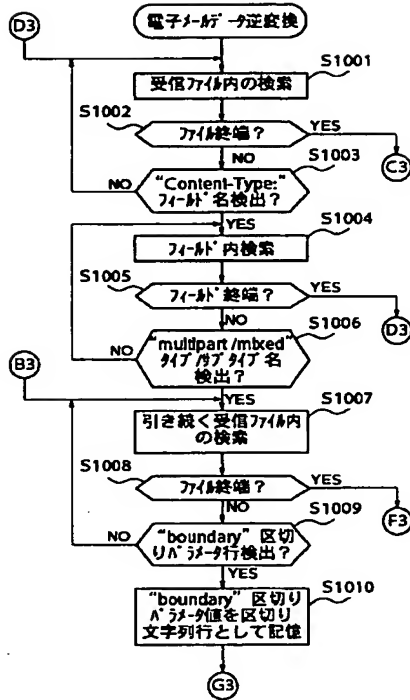 D3
電子メールデータ逆変換
S1001
受信ファイル内の検索
S1002
ファイル終端？
YES
C3
NO
S1003
NO
“Content-Type:”
フィールド名検出？
YES
S1004
フィールド内検索
S1005
フィールド終端？
YES
D3
NO
S1006
NO
“multipart/mixed”
タイプ/サブタイプ名
検出？
B3
YES
S1007
引き続く受信ファイル内
の検索
S1008
ファイル終端？
YES
F3
NO
S1009
NO
“boundary” 区切
りパラメータ行検出？
YES
S1010
“boundary” 区切り
パラメータ値を区切り
文字列行として記憶
G3